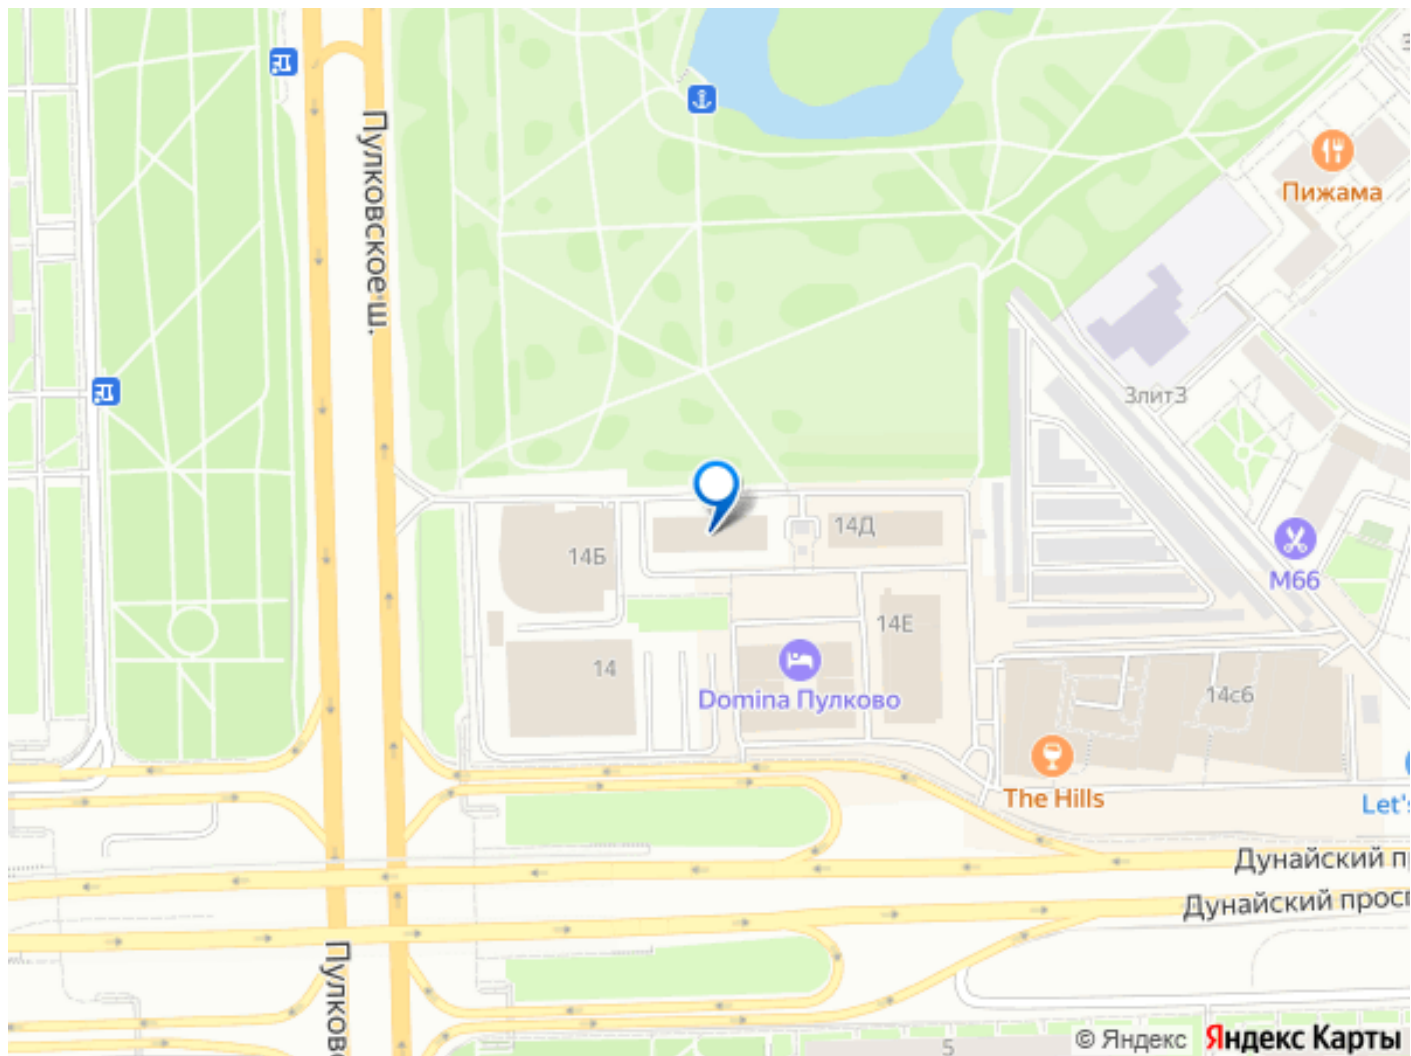 Пулковское ш.
Пижама
3лит3
14Д
14Б
М66
14Е
14
Domina Пулково
14с6
The Hills
Let's
Дунайский п
Дунайский просп
Пулково
5
© Яндекс
Яндекс Карты